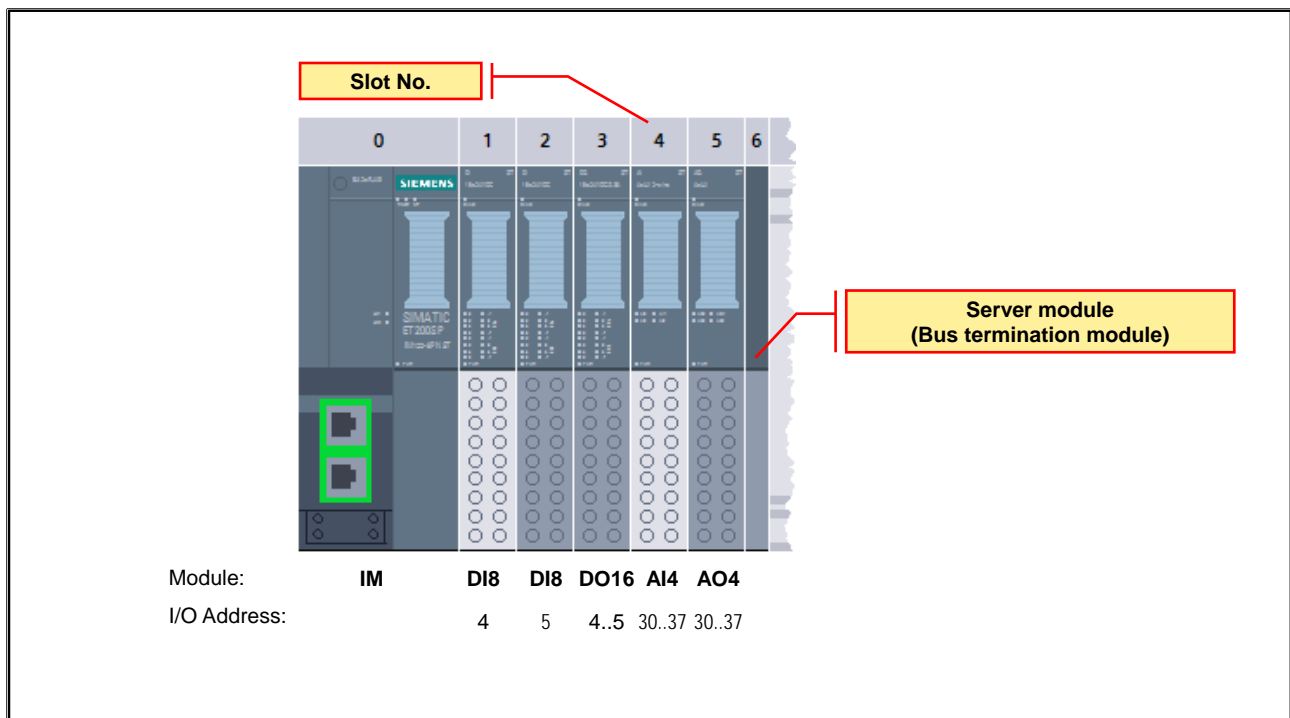 Slot No.
0 1 2 3 4 5 6
SIEMENS
SIMATIC
ET 200SP
Server module
(Bus termination module)
Module: IM DI8 DI8 DO16 AI4 AO4
I/O Address: 4 5 4..5 30..37 30..37